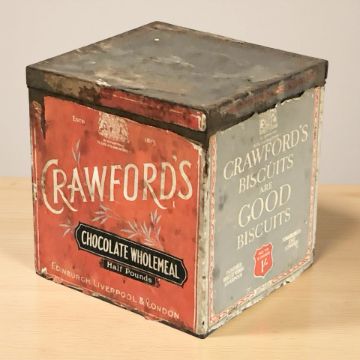 ESTD 1813
CRAWFORD'S
CHOCOLATE WHOLEMEAL
Half Pounds
EDINBURGH, LIVERPOOL & LONDON
CRAWFORD'S
BISCUITS
ARE
GOOD
BISCUITS